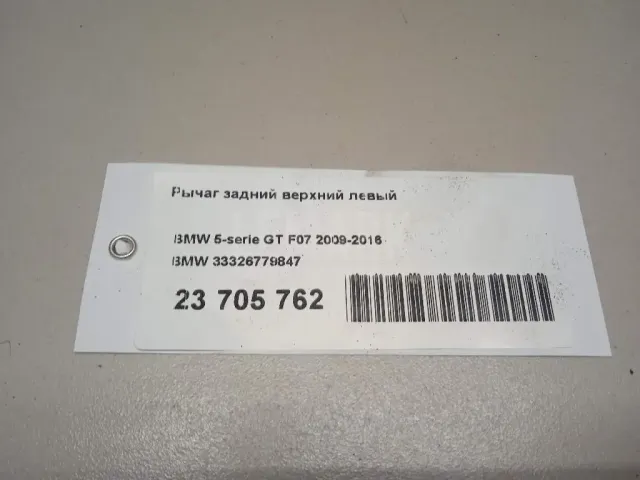 Рычаг задний верхний левый
BMW 5-serie GT F07 2009-2016
BMW 33326779847
23 705 762